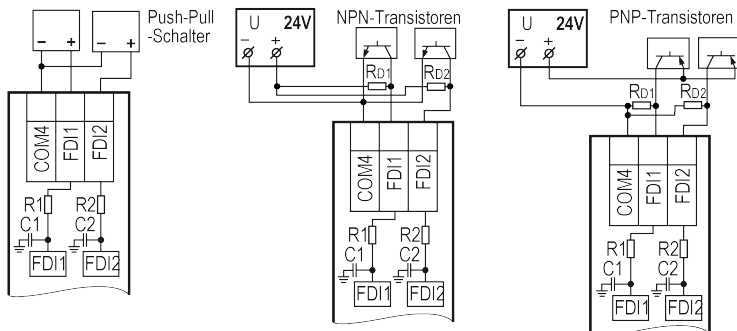 Push-Pull
-Schalter
− +
− +
COM4 FDI1 FDI2
R1 R2
C1 C2
FDI1 FDI2
U 24V
− +
NPN-Transistoren
RD1 RD2
COM4 FDI1 FDI2
R1 R2
C1 C2
FDI1 FDI2
U 24V
− +
PNP-Transistoren
RD1 RD2
COM4 FDI1 FDI2
R1 R2
C1 C2
FDI1 FDI2